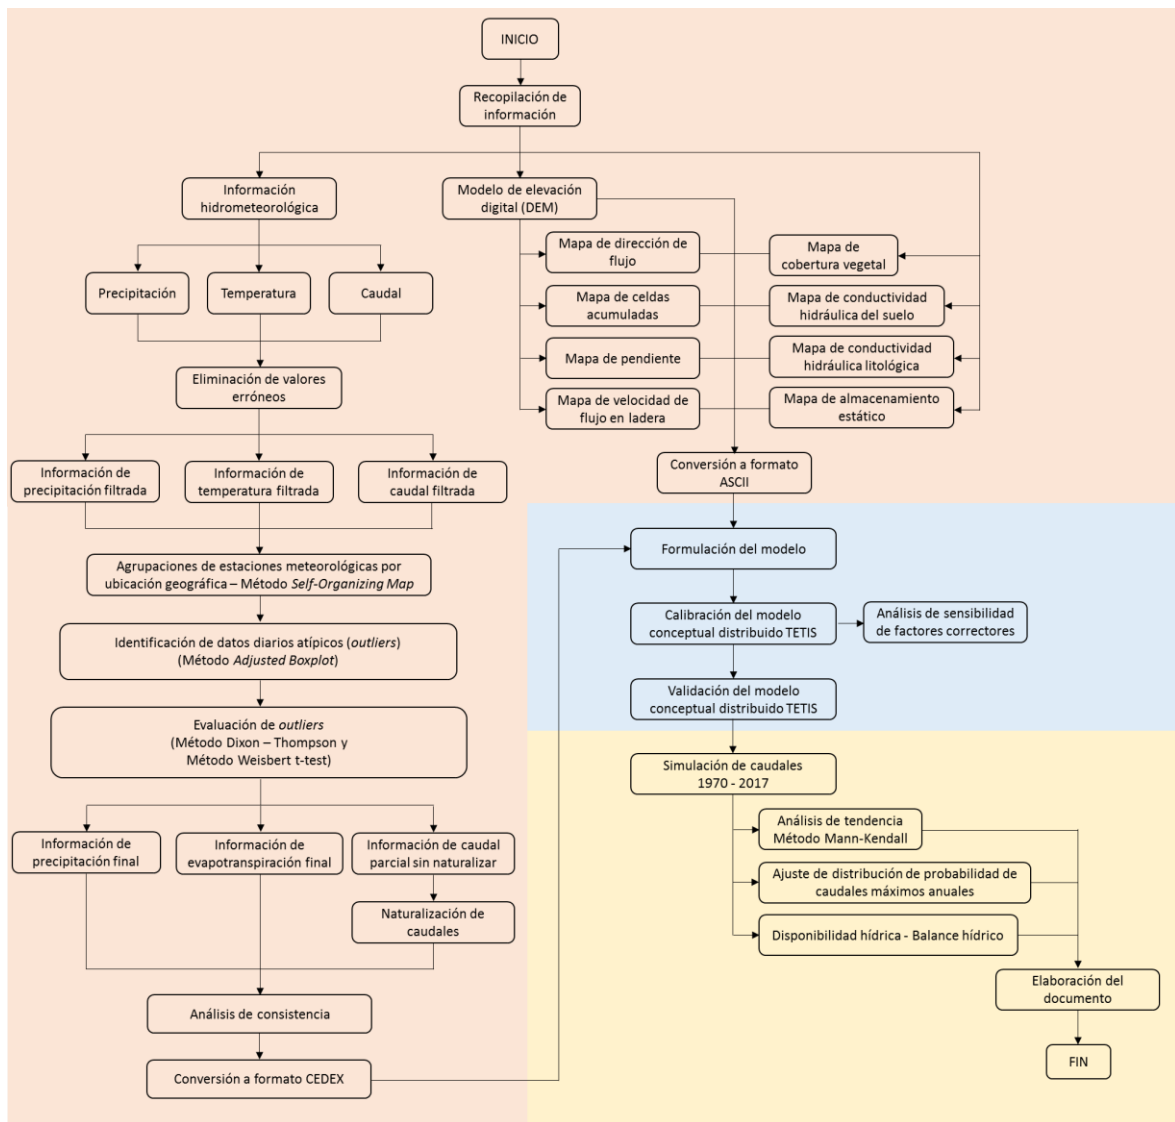 INICIO
Recopilación de
información
Información
hidrometeorológica
Modelo de elevación
digital (DEM)
Mapa de dirección de
flujo
Mapa de
cobertura vegetal
Precipitación
Temperatura
Caudal
Mapa de celdas
acumuladas
Mapa de conductividad
hidráulica del suelo
Mapa de pendiente
Mapa de conductividad
hidráulica litológica
Eliminación de valores
erróneos
Mapa de velocidad de
flujo en ladera
Mapa de almacenamiento
estático
Información de
precipitación filtrada
Información de
temperatura filtrada
Información de
caudal filtrada
Conversión a formato
ASCII
Agrupaciones de estaciones meteorológicas por
ubicación geográfica – Método Self-Organizing Map
Formulación del modelo
Identificación de datos diarios atípicos (outliers)
(Método Adjusted Boxplot)
Calibración del modelo
conceptual distribuido TETIS
Análisis de sensibilidad
de factores correctores
Evaluación de outliers
(Método Dixon – Thompson y
Método Weisbert t-test)
Validación del modelo
conceptual distribuido TETIS
Simulación de caudales
1970 - 2017
Información de
precipitación final
Información de
evapotranspiración final
Información de caudal
parcial sin naturalizar
Análisis de tendencia
Método Mann-Kendall
Ajuste de distribución de probabilidad de
caudales máximos anuales
Naturalización de
caudales
Disponibilidad hídrica - Balance hídrico
Elaboración del
documento
Análisis de consistencia
Conversión a formato CEDEX
FIN